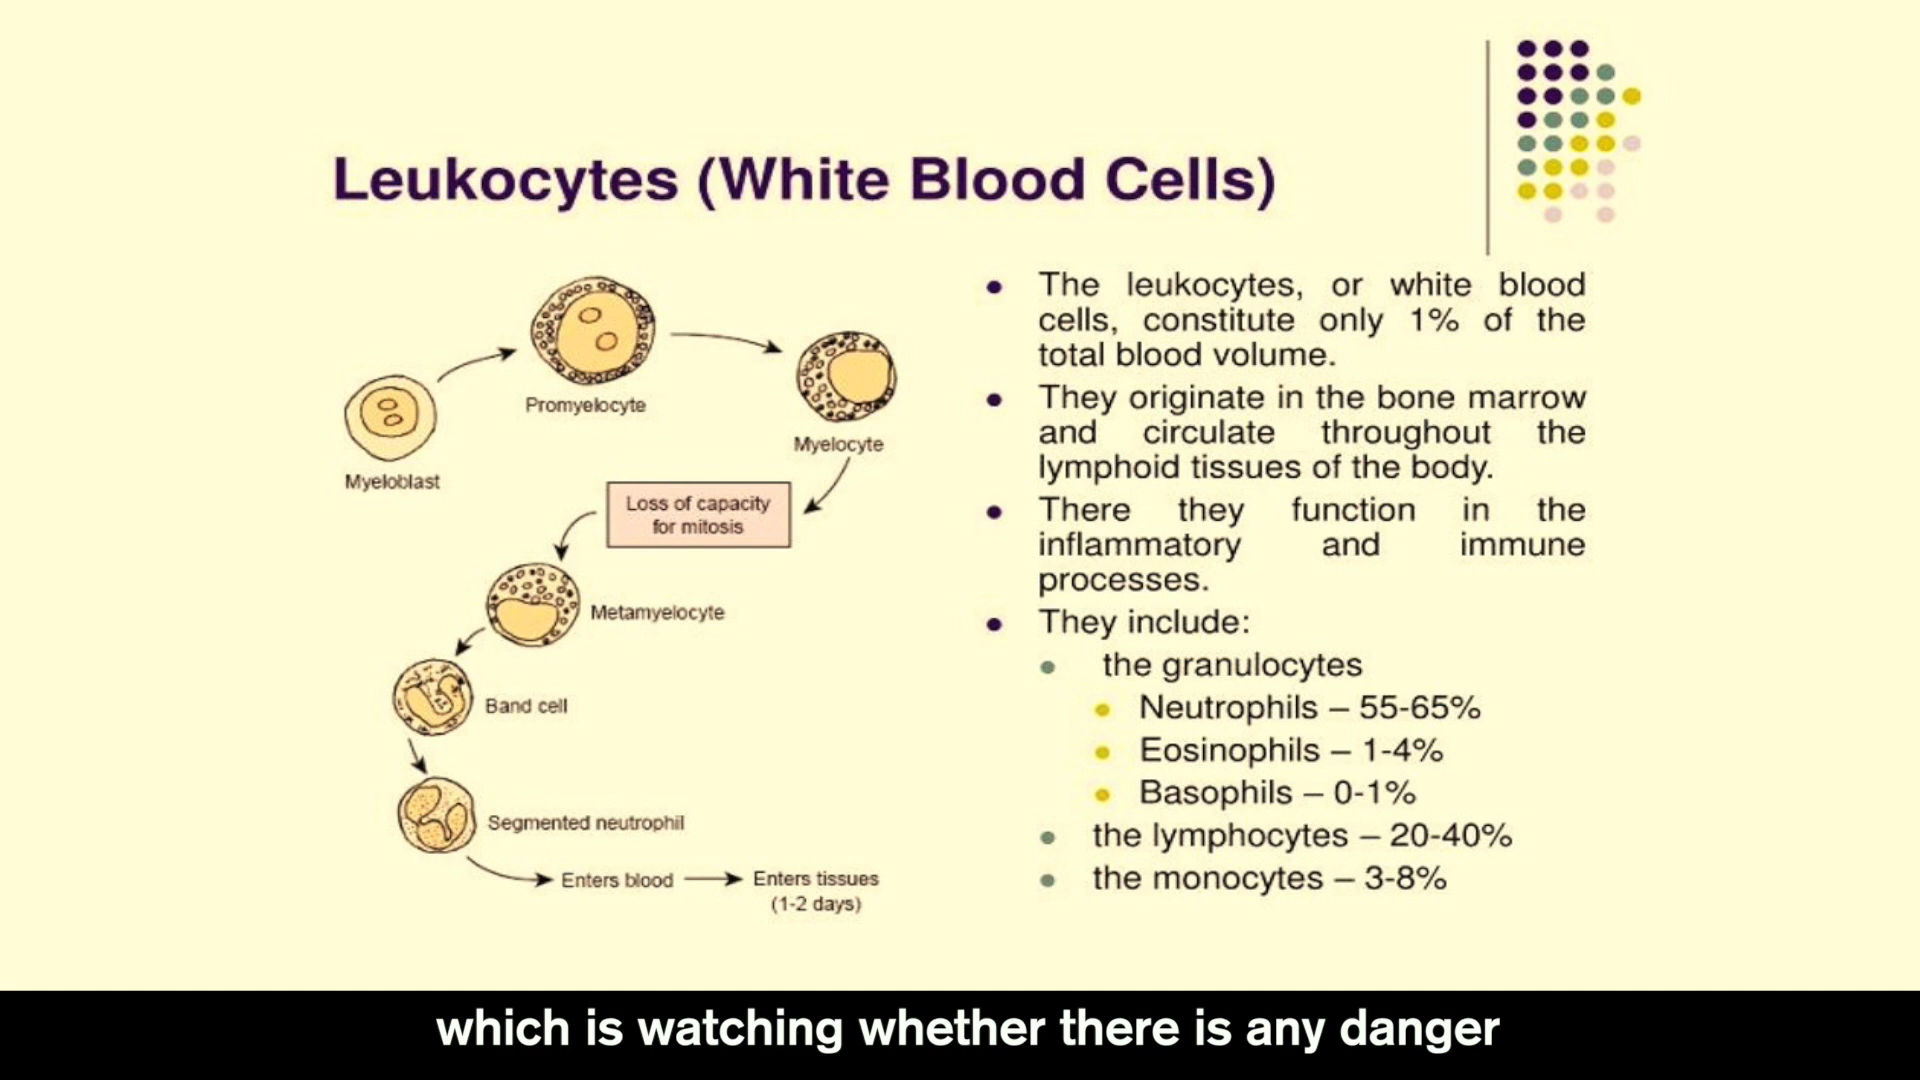 Leukocytes (White Blood Cells)
Promyelocyte
Myelocyte
Myeloblast
Loss of capacity
for mitosis
Metamyelocyte
Band cell
Segmented neutrophil
Enters blood
Enters tissues
(1-2 days)
The leukocytes, or white blood
cells, constitute only 1% of the
total blood volume.
They originate in the bone marrow
and circulate throughout the
lymphoid tissues of the body.
There they function in the
inflammatory and immune
processes.
They include:
the granulocytes
Neutrophils – 55-65%
Eosinophils – 1-4%
Basophils – 0-1%
the lymphocytes – 20-40%
the monocytes – 3-8%
which is watching whether there is any danger